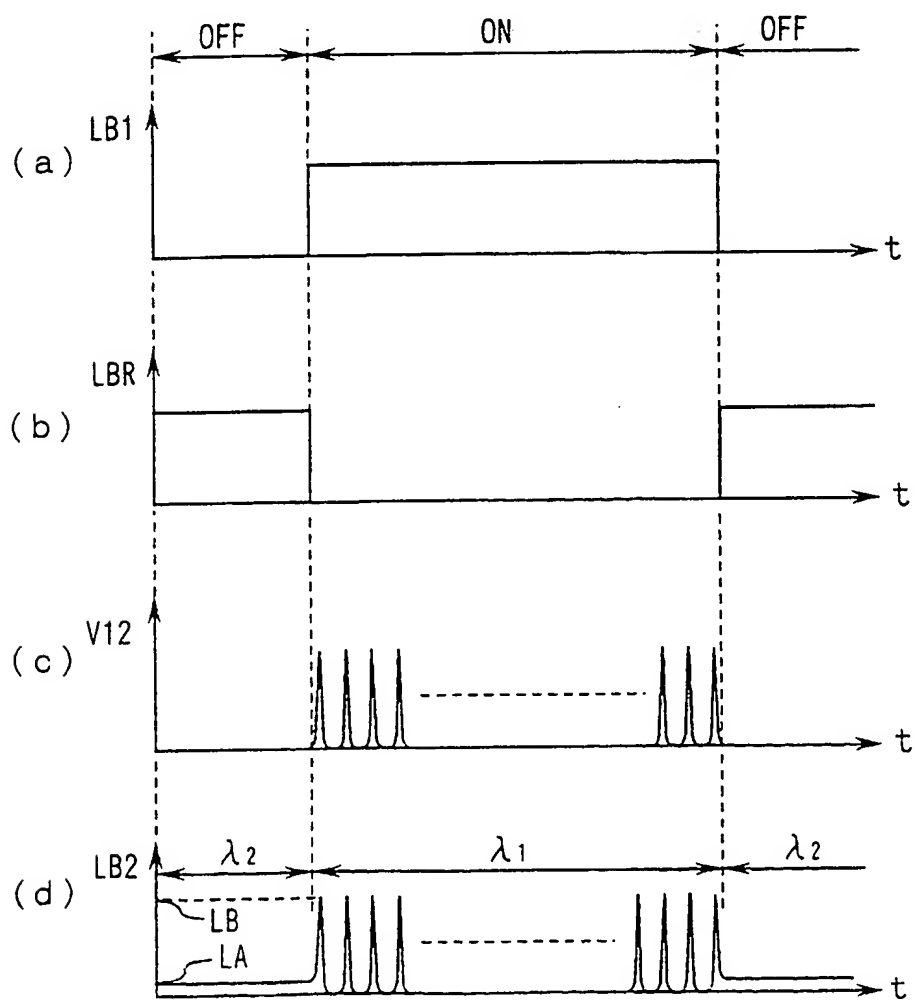 OFF ON OFF
LB1
(a)
t
LBR
(b)
t
V12
(c)
t
λ2 λ1 λ2
LB2
(d)
LB
LA
t